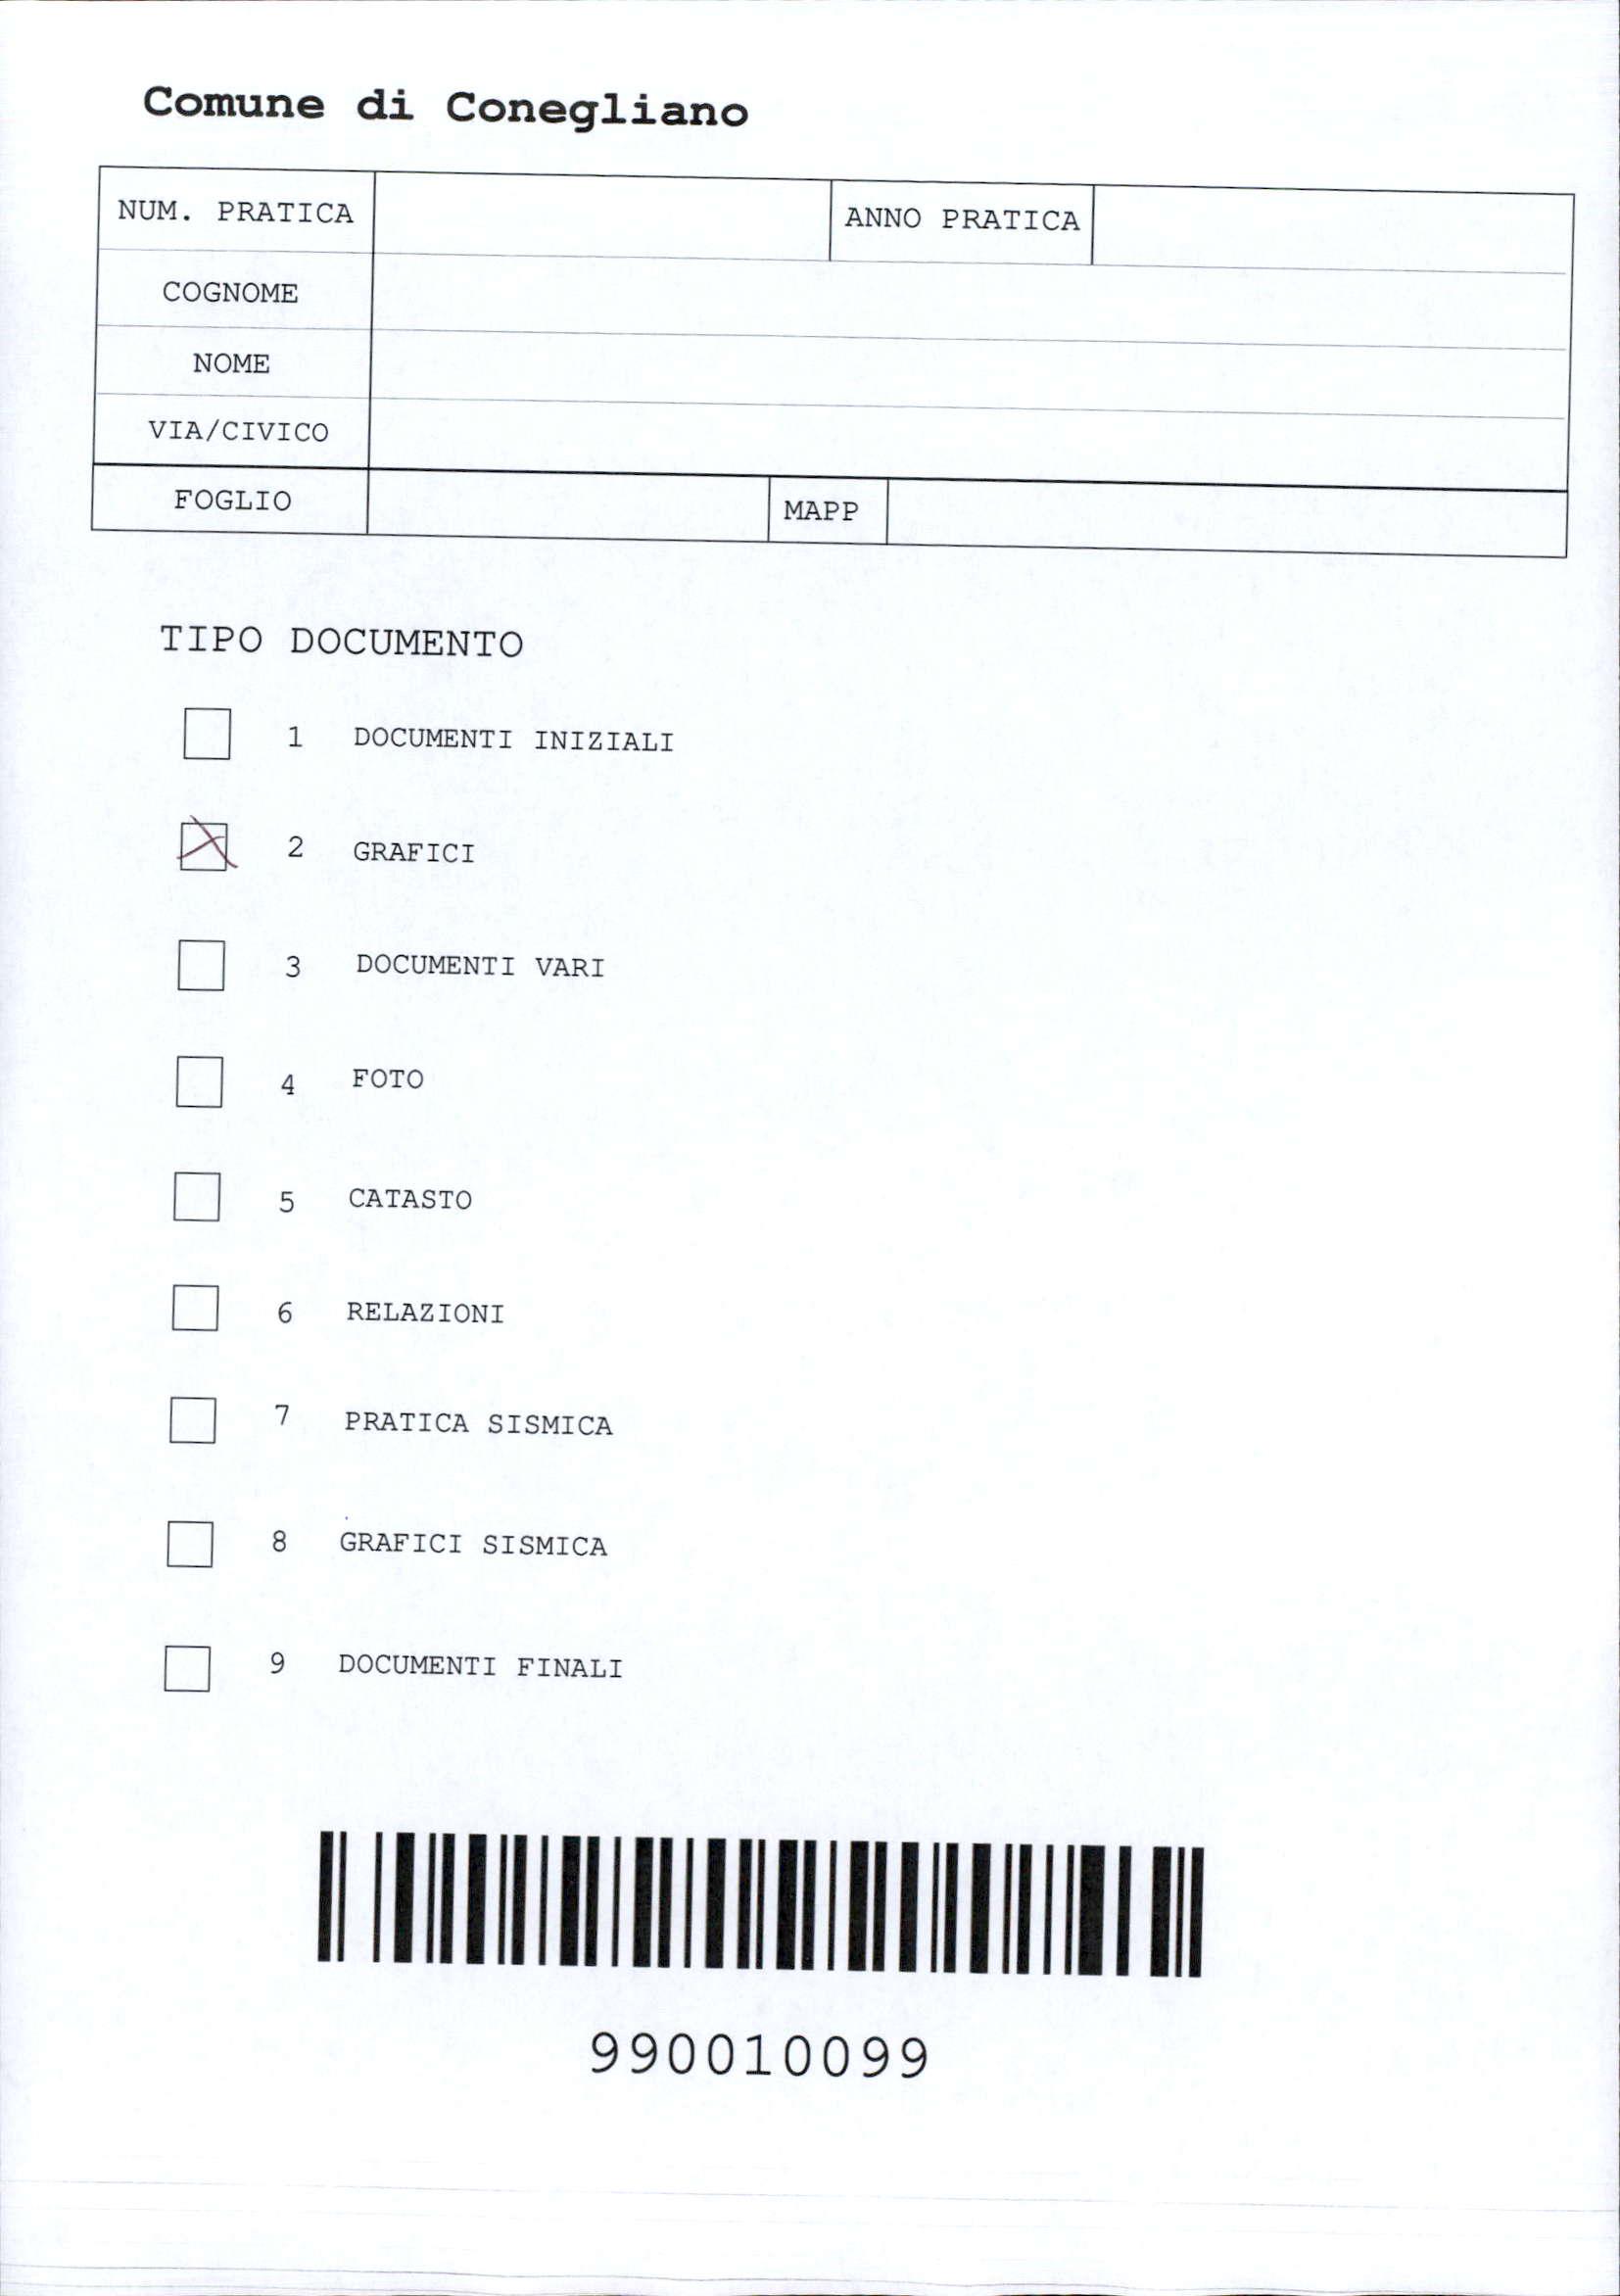 Comune di Conegliano
NUM. PRATICA ANNO PRATICA
COGNOME
NOME
VIA/CIVICO
FOGLIO MAPP
TIPO DOCUMENTO
1 DOCUMENTI INIZIALI
2 GRAFICI
3 DOCUMENTI VARI
4 FOTO
5 CATASTO
6 RELAZIONI
7 PRATICA SISMICA
8 GRAFICI SISMICA
9 DOCUMENTI FINALI
990010099